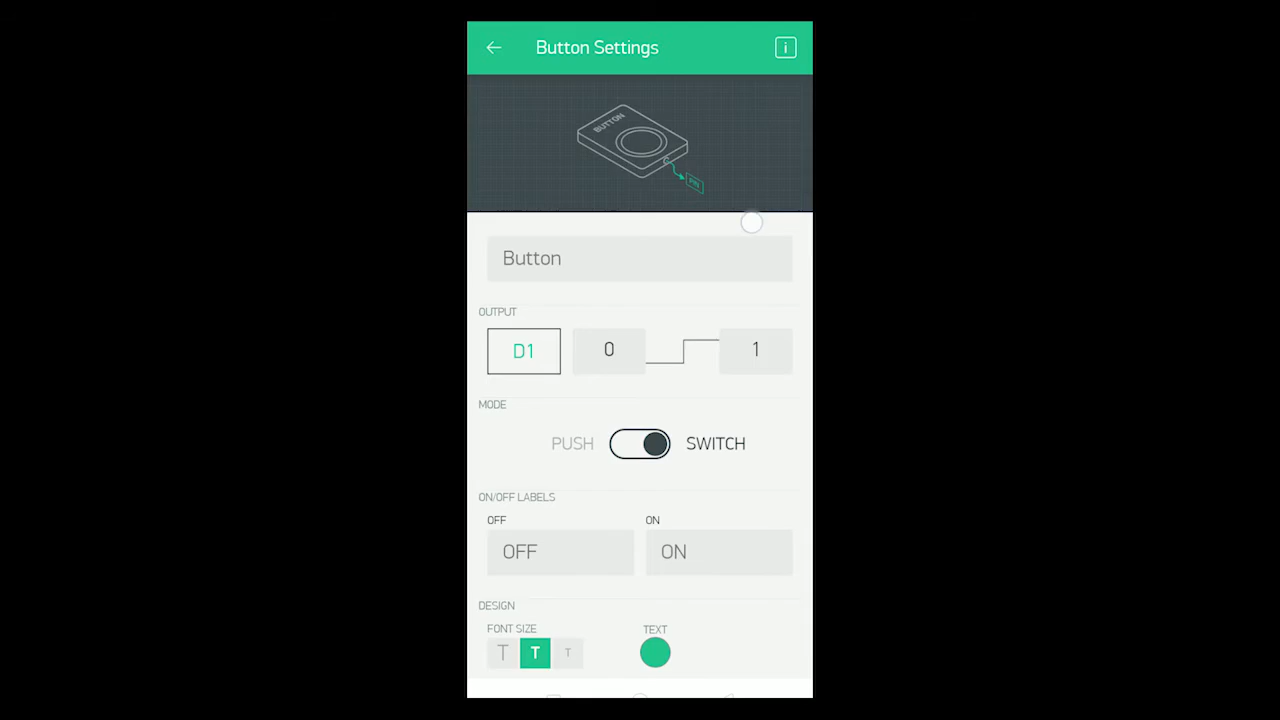 Button Settings
i
BUTTON
PIN
Button
OUTPUT
D1 0 1
MODE
PUSH SWITCH
ON/OFF LABELS
OFF ON
OFF ON
DESIGN
FONT SIZE TEXT
T T T